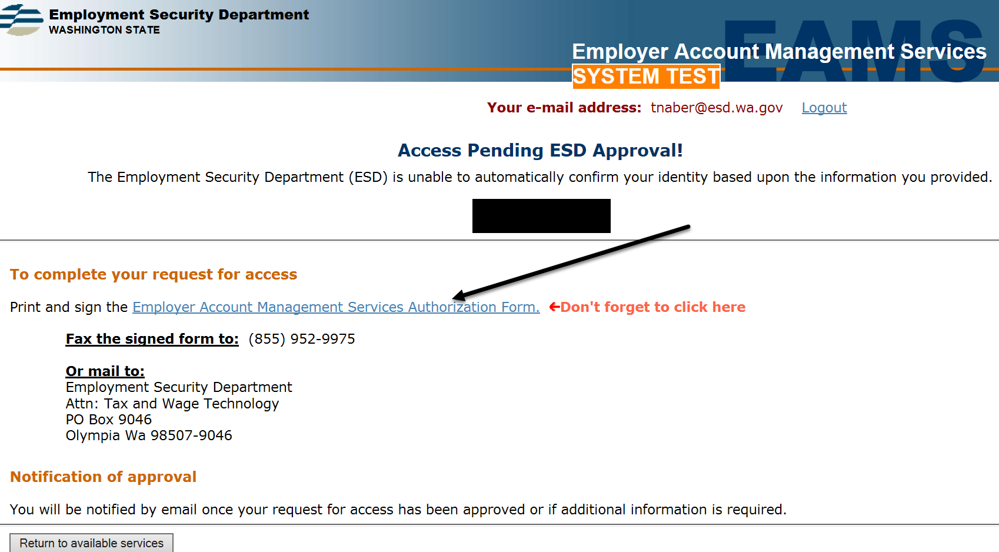 Employment Security Department
WASHINGTON STATE
EAMS
Employer Account Management Services
SYSTEM TEST
Your e-mail address: tnaber@esd.wa.gov Logout
Access Pending ESD Approval!
The Employment Security Department (ESD) is unable to automatically confirm your identity based upon the information you provided.
To complete your request for access
Print and sign the Employer Account Management Services Authorization Form. ←Don't forget to click here
Fax the signed form to: (855) 952-9975
Or mail to:
Employment Security Department
Attn: Tax and Wage Technology
PO Box 9046
Olympia Wa 98507-9046
Notification of approval
You will be notified by email once your request for access has been approved or if additional information is required.
Return to available services